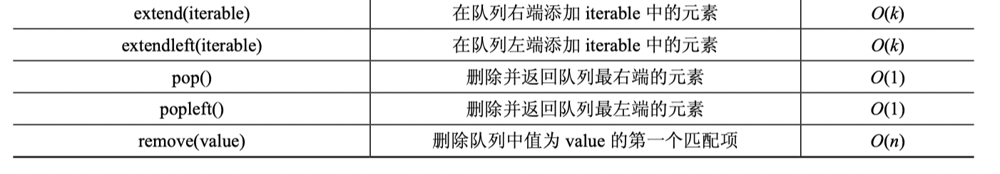 extend(iterable) 在队列右端添加 iterable 中的元素 O(k)
extendleft(iterable) 在队列左端添加 iterable 中的元素 O(k)
pop() 删除并返回队列最右端的元素 O(1)
popleft() 删除并返回队列最左端的元素 O(1)
remove(value) 删除队列中值为 value 的第一个匹配项 O(n)